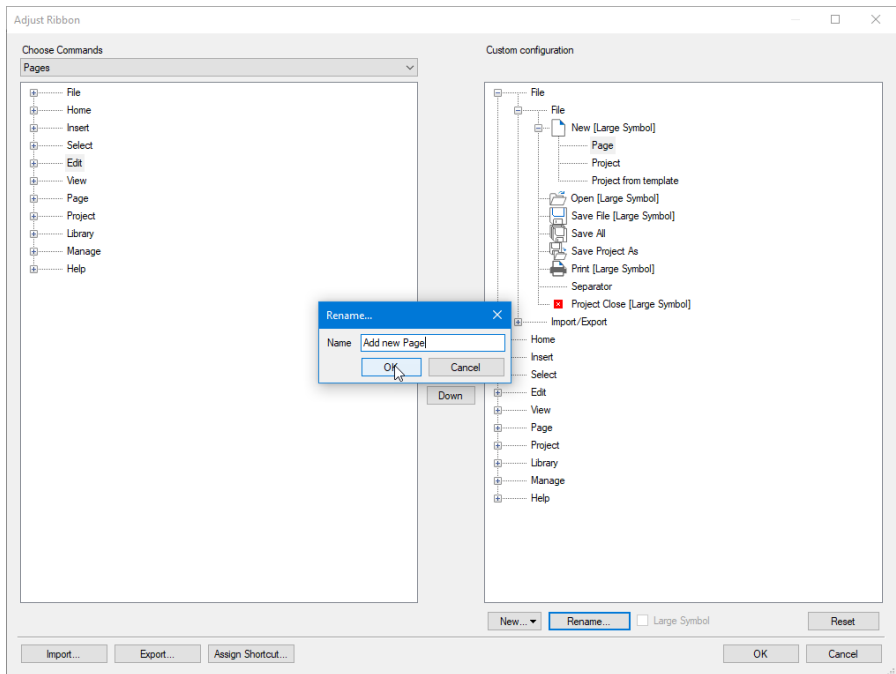 Adjust Ribbon
Choose Commands
Pages
File
Home
Insert
Select
Edit
View
Page
Project
Library
Manage
Help
Custom configuration
File
File
New [Large Symbol]
Page
Project
Project from template
Open [Large Symbol]
Save File [Large Symbol]
Save All
Save Project As
Print [Large Symbol]
Separator
Project Close [Large Symbol]
Import/Export
Home
Insert
Select
Edit
View
Page
Project
Library
Manage
Help
Rename...
Name Add new Page
OK Cancel
Down
New... Rename... Large Symbol Reset
Import... Export... Assign Shortcut... OK Cancel